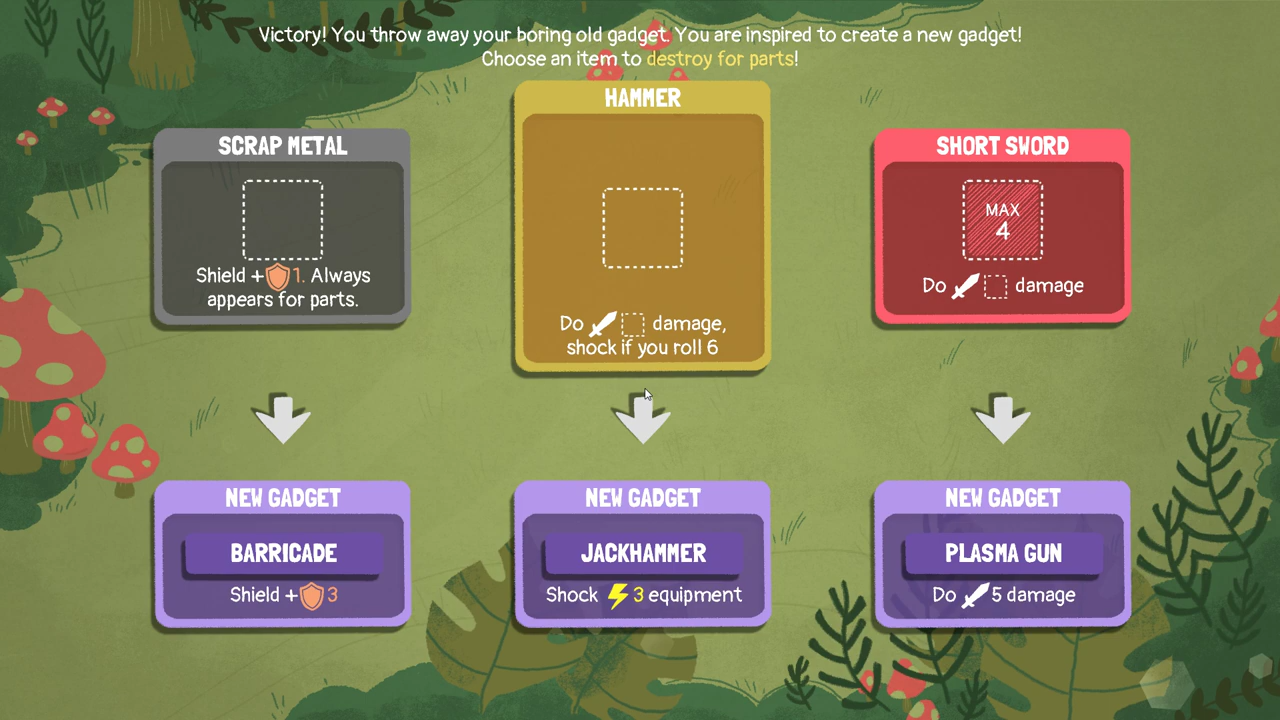 Victory! You throw away your boring old gadget. You are inspired to create a new gadget!
Choose an item to destroy for parts!
HAMMER
Do damage,
shock if you roll 6
SCRAP METAL
Shield + 1. Always
appears for parts.
SHORT SWORD
MAX
4
Do damage
NEW GADGET
BARRICADE
Shield + 3
NEW GADGET
JACKHAMMER
Shock 3 equipment
NEW GADGET
PLASMA GUN
Do 5 damage